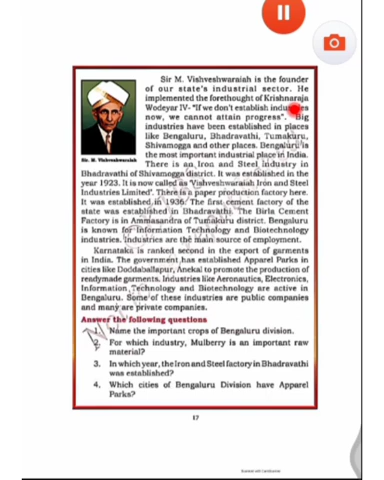 Sir M. Vishveshwaraiah is the founder
of our state's industrial sector. He
implemented the forethought of Krishnaraja
Wodeyar IV- "If we don't establish industries
now, we cannot attain progress". Big
industries have been established in places
like Bengaluru, Bhadravathi, Tumakuru,
Shivamogga and other places. Bengaluru is
the most important industrial place in India.
Sir. M. Vishveshwaraiah
There is an Iron and Steel industry in
Bhadravathi of Shivamogga district. It was established in the
year 1923. It is now called as 'Vishveshwaraiah Iron and Steel
Industries Limited'. There is a paper production factory here.
It was established in 1936. The first cement factory of the
state was established in Bhadravathi. The Birla Cement
Factory is in Ammasandra of Tumakuru district. Bengaluru
is known for Information Technology and Biotechnology
industries. Industries are the main source of employment.
Karnataka is ranked second in the export of garments
in India. The government has established Apparel Parks in
cities like Doddaballapur, Anekal to promote the production of
readymade garments. Industries like Aeronautics, Electronics,
Information Technology and Biotechnology are active in
Bengaluru. Some of these industries are public companies
and many are private companies.
Answer the following questions
1. Name the important crops of Bengaluru division.
2. For which industry, Mulberry is an important raw
material?
3. In which year, the Iron and Steel factory in Bhadravathi
was established?
4. Which cities of Bengaluru Division have Apparel
Parks?
17